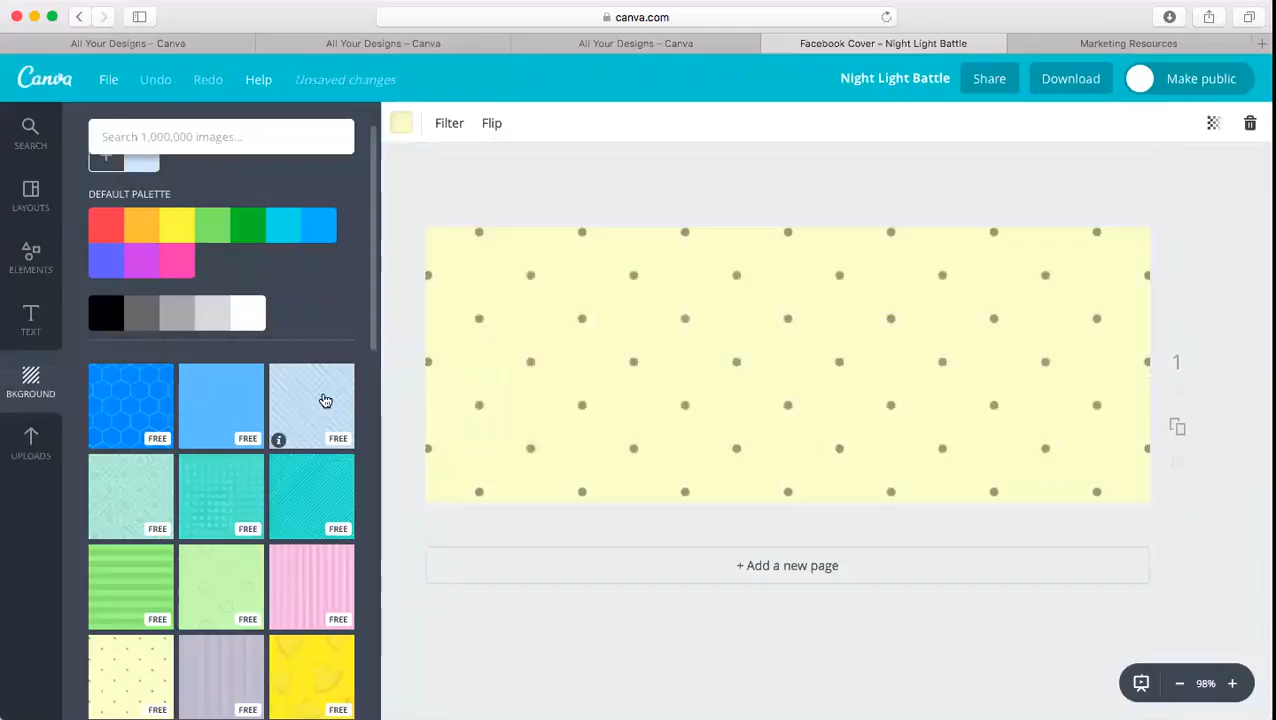 canva.com
All Your Designs – Canva
All Your Designs – Canva
All Your Designs – Canva
Facebook Cover – Night Light Battle
Marketing Resources
Canva
File
Undo
Redo
Help
Unsaved changes
Night Light Battle
Share
Download
Make public
SEARCH
LAYOUTS
ELEMENTS
TEXT
BKGROUND
UPLOADS
Search 1,000,000 images...
DEFAULT PALETTE
FREE
FREE
FREE
FREE
FREE
FREE
FREE
FREE
FREE
FREE
FREE
FREE
Filter
Flip
1
+ Add a new page
98%